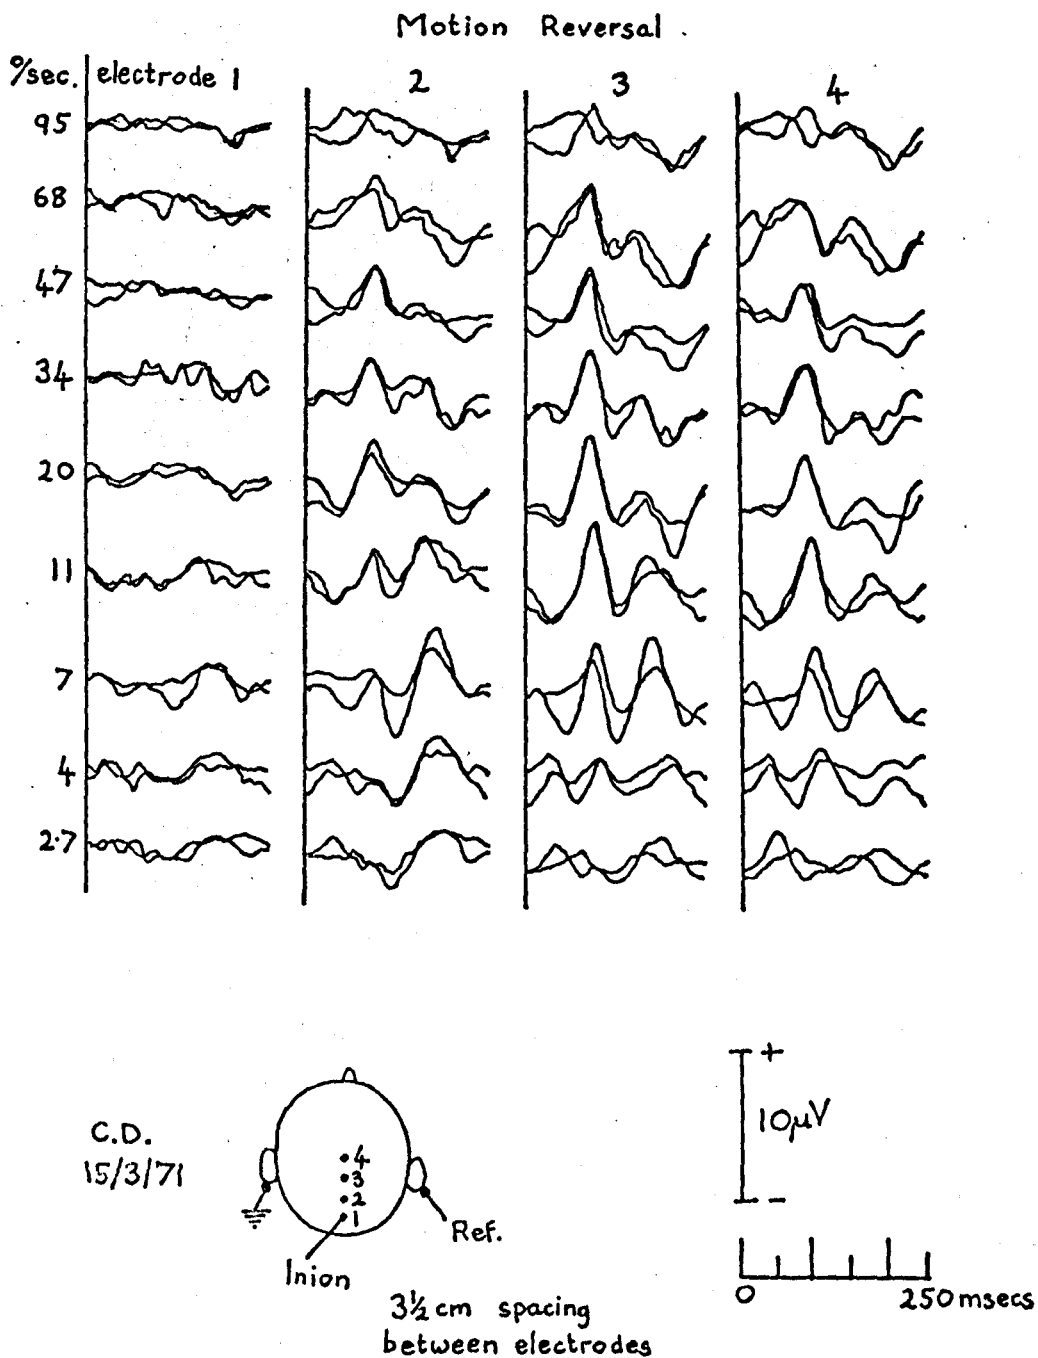 Motion Reversal.
°/sec. electrode 1 2 3 4
95
68
47
34
20
11
7
4
2.7
+
10μV
-
C.D.
15/3/71
4
3
2
1
Ref.
Inion
0 250 msecs
3½ cm spacing
between electrodes